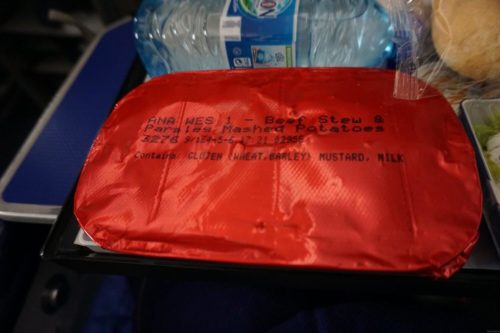 ANA WES 1 - Beef Stew &
Parsley Mashed Potatoes
Contains: GLUTEN (WHEAT,BARLEY) MUSTARD, MILK